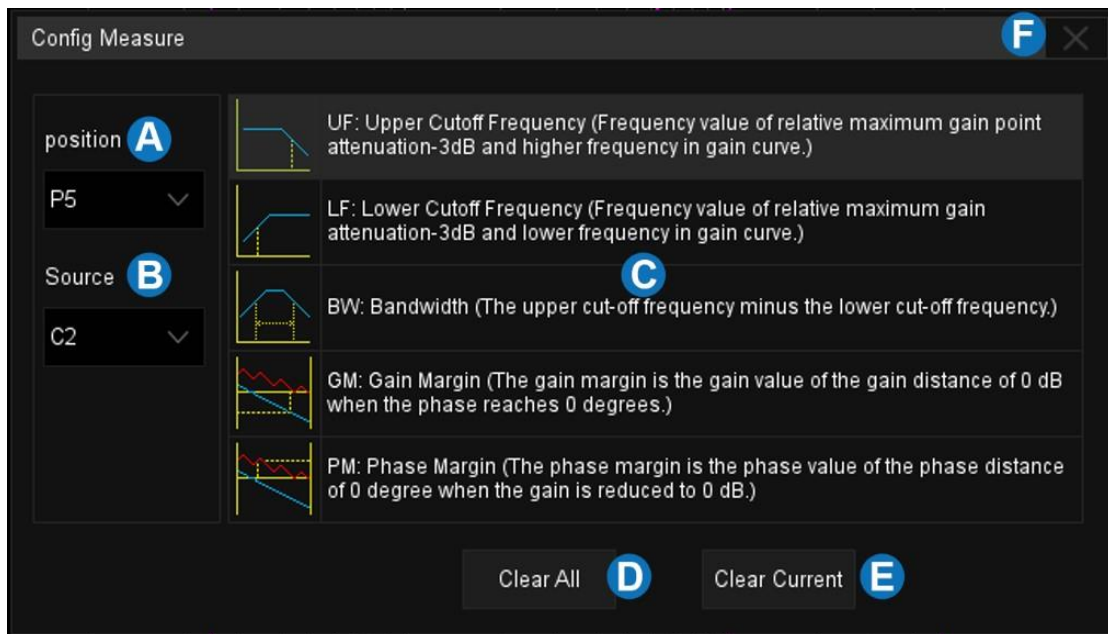 Config Measure
F
position A
P5
Source B
C2
UF: Upper Cutoff Frequency (Frequency value of relative maximum gain point
attenuation-3dB and higher frequency in gain curve.)
LF: Lower Cutoff Frequency (Frequency value of relative maximum gain
attenuation-3dB and lower frequency in gain curve.)
C
BW: Bandwidth (The upper cut-off frequency minus the lower cut-off frequency.)
GM: Gain Margin (The gain margin is the gain value of the gain distance of 0 dB
when the phase reaches 0 degrees.)
PM: Phase Margin (The phase margin is the phase value of the phase distance
of 0 degree when the gain is reduced to 0 dB.)
Clear All D
Clear Current E